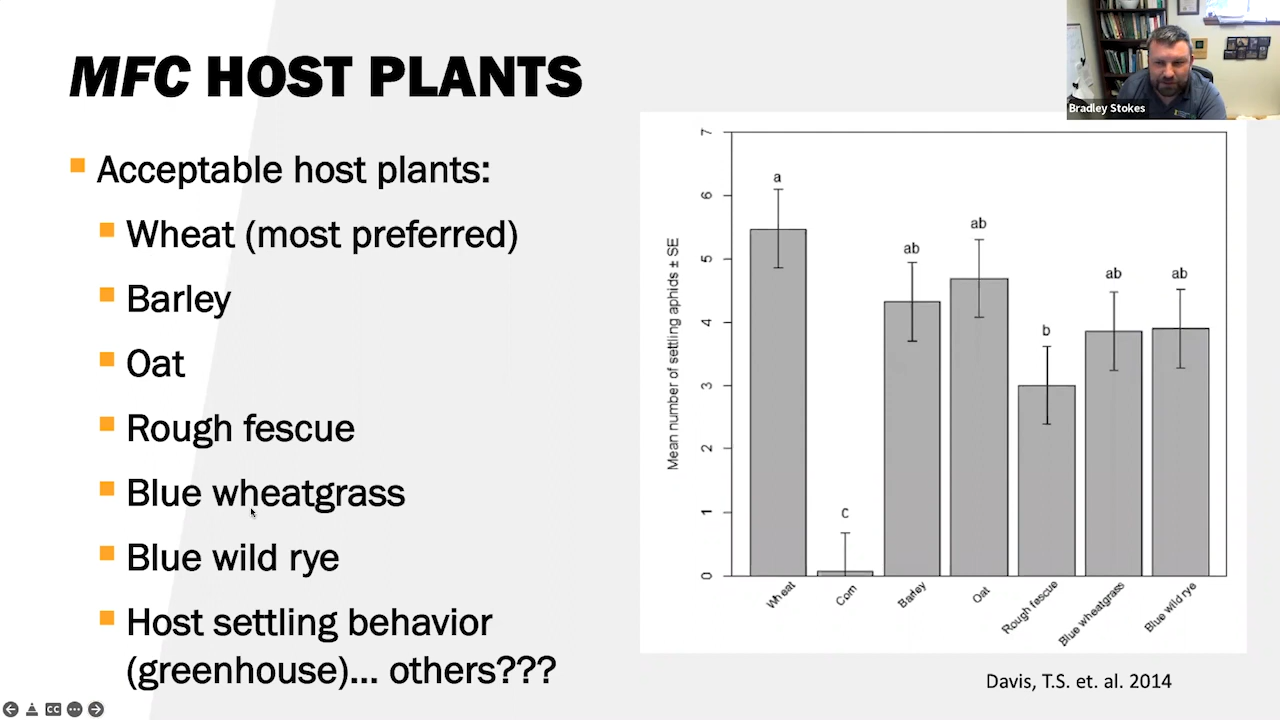 MFC HOST PLANTS
Bradley Stokes
Acceptable host plants:
Wheat (most preferred)
Barley
Oat
Rough fescue
Blue wheatgrass
Blue wild rye
Host settling behavior
(greenhouse)... others???
Mean number of settling aphids ± SE
7
6
5
4
3
2
1
0
a
c
ab
ab
b
ab
ab
Wheat
Corn
Barley
Oat
Rough fescue
Blue wheatgrass
Blue wild rye
Davis, T.S. et. al. 2014
CC